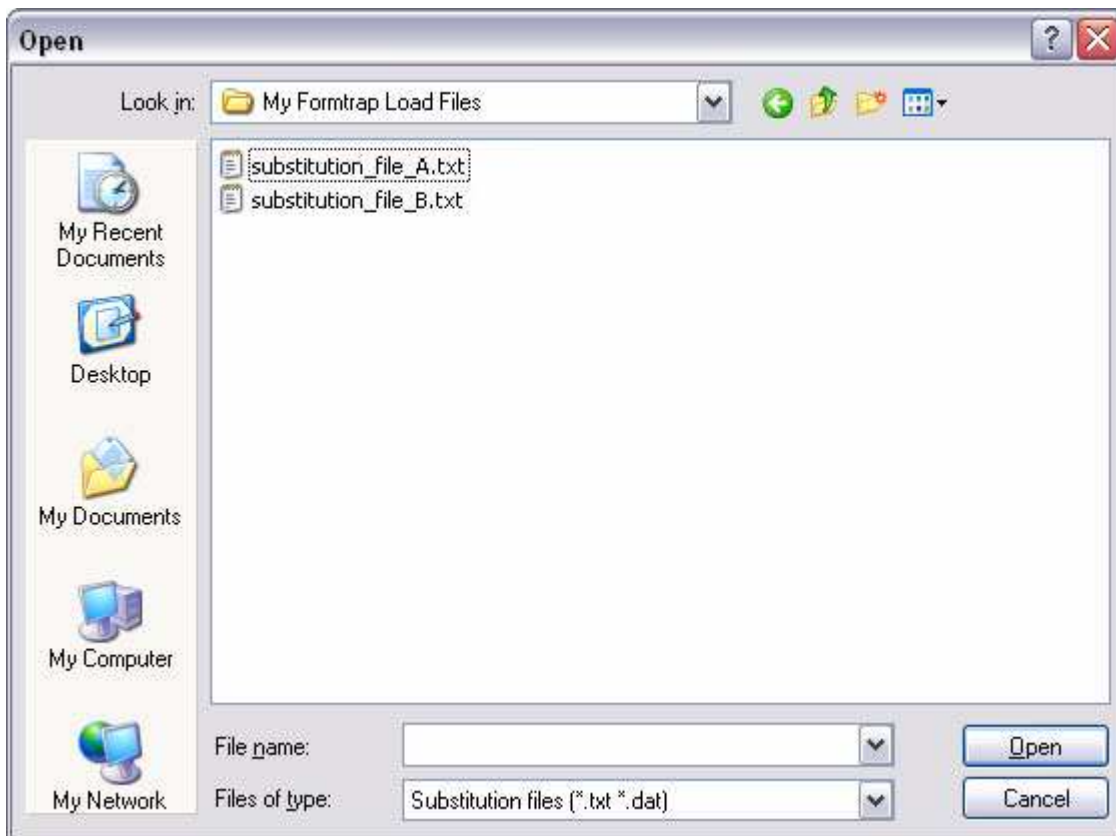 Open
Look in:
My Formtrap Load Files
substitution_file_A.txt
substitution_file_B.txt
My Recent
Documents
Desktop
My Documents
My Computer
My Network
File name:
Open
Files of type:
Substitution files (*.txt *.dat)
Cancel